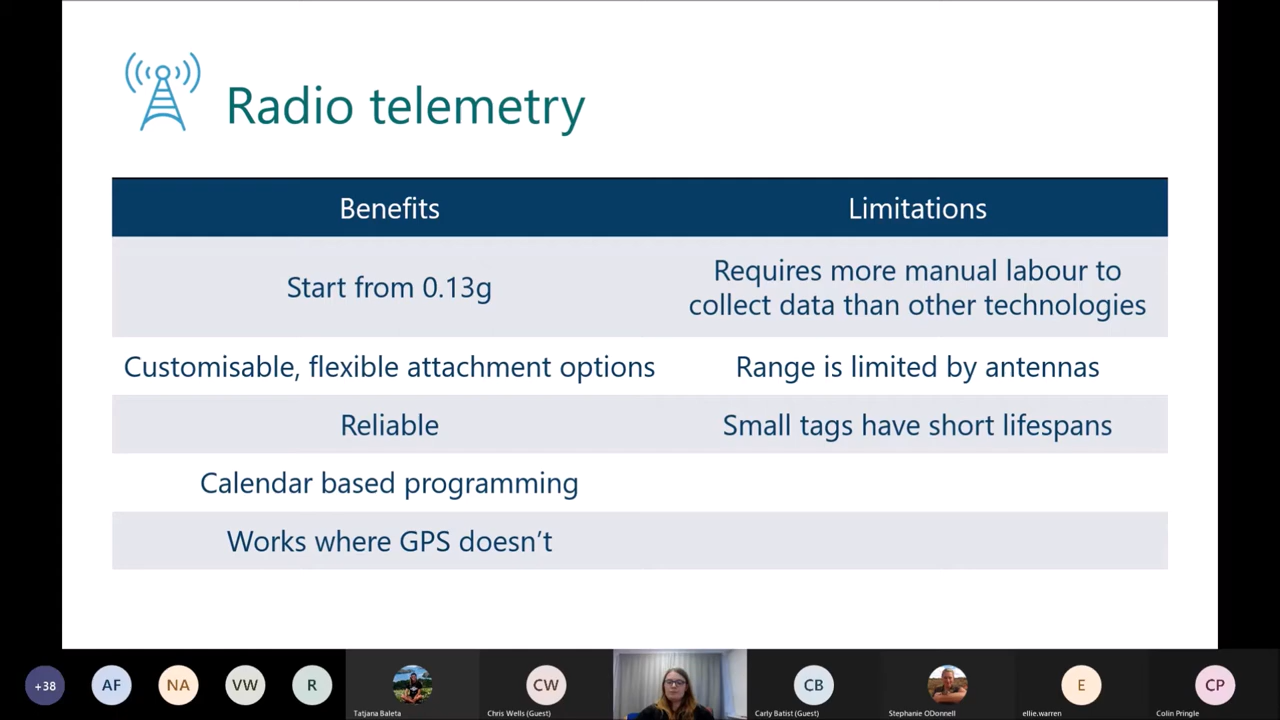 Radio telemetry
Benefits
Limitations
Start from 0.13g
Requires more manual labour to
collect data than other technologies
Customisable, flexible attachment options
Range is limited by antennas
Reliable
Small tags have short lifespans
Calendar based programming
Works where GPS doesn't
+38
AF
NA
VW
R
CW
CB
E
CP
Tatjana Baleta
Chris Wells (Guest)
Carly Batist (Guest)
Stephanie ODonnell
ellie.warren
Colin Pringle